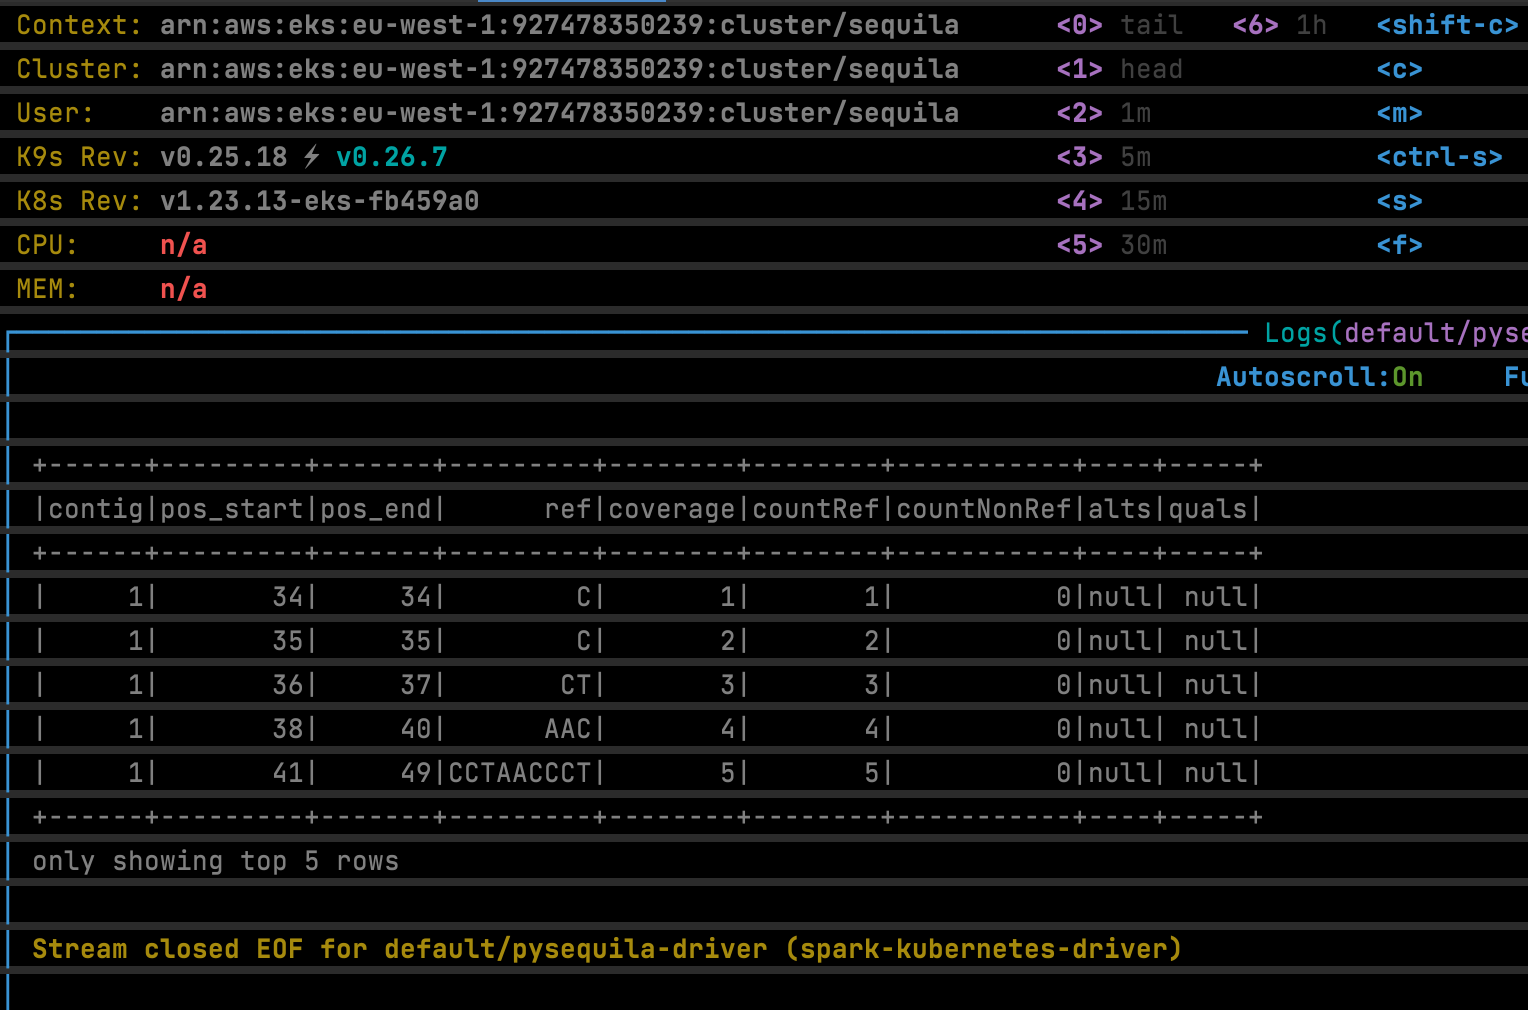 Context: arn:aws:eks:eu-west-1:927478350239:cluster/sequila <0> tail <6> 1h <shift-c>
Cluster: arn:aws:eks:eu-west-1:927478350239:cluster/sequila <1> head <c>
User: arn:aws:eks:eu-west-1:927478350239:cluster/sequila <2> 1m <m>
K9s Rev: v0.25.18 ⚡ v0.26.7 <3> 5m <ctrl-s>
K8s Rev: v1.23.13-eks-fb459a0 <4> 15m <s>
CPU: n/a <5> 30m <f>
MEM: n/a
Logs(default/pyse
Autoscroll:On Fu
+------+---------+-------+---------+--------+--------+-----------+----+-----+
|contig|pos_start|pos_end|      ref|coverage|countRef|countNonRef|alts|quals|
+------+---------+-------+---------+--------+--------+-----------+----+-----+
|     1|       34|     34|        C|       1|       1|          0|null| null|
|     1|       35|     35|        C|       2|       2|          0|null| null|
|     1|       36|     37|       CT|       3|       3|          0|null| null|
|     1|       38|     40|      AAC|       4|       4|          0|null| null|
|     1|       41|     49|CCTAACCCT|       5|       5|          0|null| null|
+------+---------+-------+---------+--------+--------+-----------+----+-----+
only showing top 5 rows
Stream closed EOF for default/pysequila-driver (spark-kubernetes-driver)